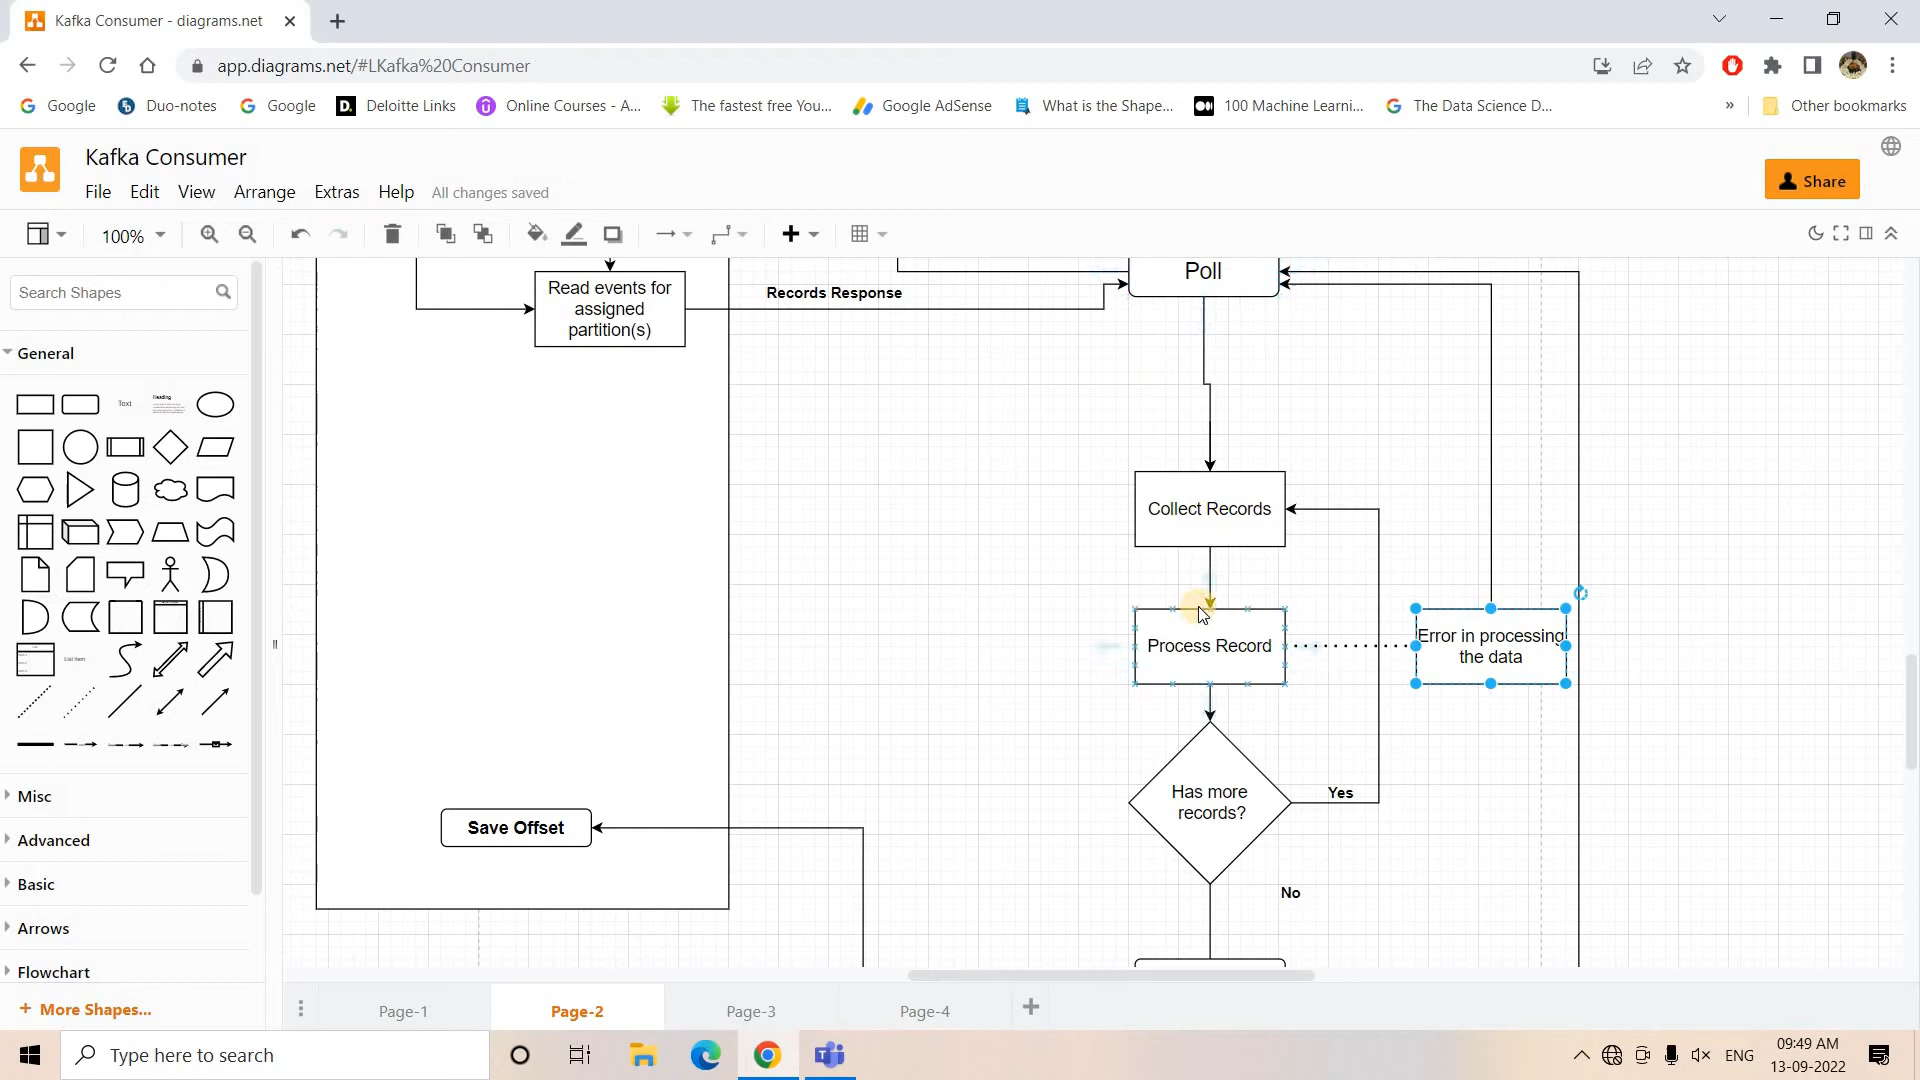 Kafka Consumer - diagrams.net
app.diagrams.net/#LKafka%20Consumer
Google
Duo-notes
Google
Deloitte Links
Online Courses - A...
The fastest free You...
Google AdSense
What is the Shape...
100 Machine Learni...
The Data Science D...
»
Other bookmarks
Kafka Consumer
File Edit View Arrange Extras Help All changes saved
Share
100%
Search Shapes
General
Text
Heading
List Item
Misc
Advanced
Basic
Arrows
Flowchart
+ More Shapes...
Read events for
assigned
partition(s)
Records Response
Poll
Collect Records
Process Record
Error in processing
the data
Has more
records?
Yes
No
Save Offset
Page-1
Page-2
Page-3
Page-4
Type here to search
ENG
09:49 AM
13-09-2022